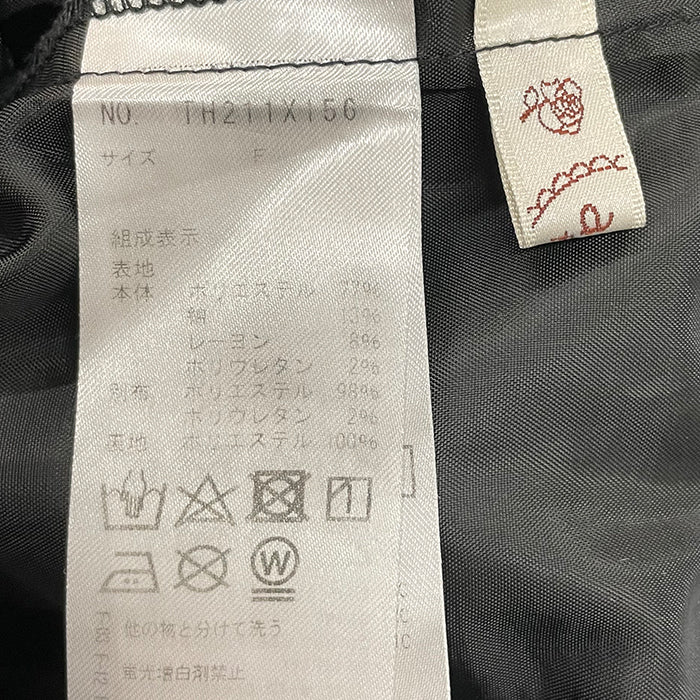 NO. TH211X156
サイズ F
組成表示
表地
本体 ポリエステル 77%
綿 13%
レーヨン 8%
ポリウレタン 2%
別布 ポリエステル 98%
ポリウレタン 2%
裏地 ポリエステル 100%
W
他の物と分けて洗う
蛍光増白剤禁止